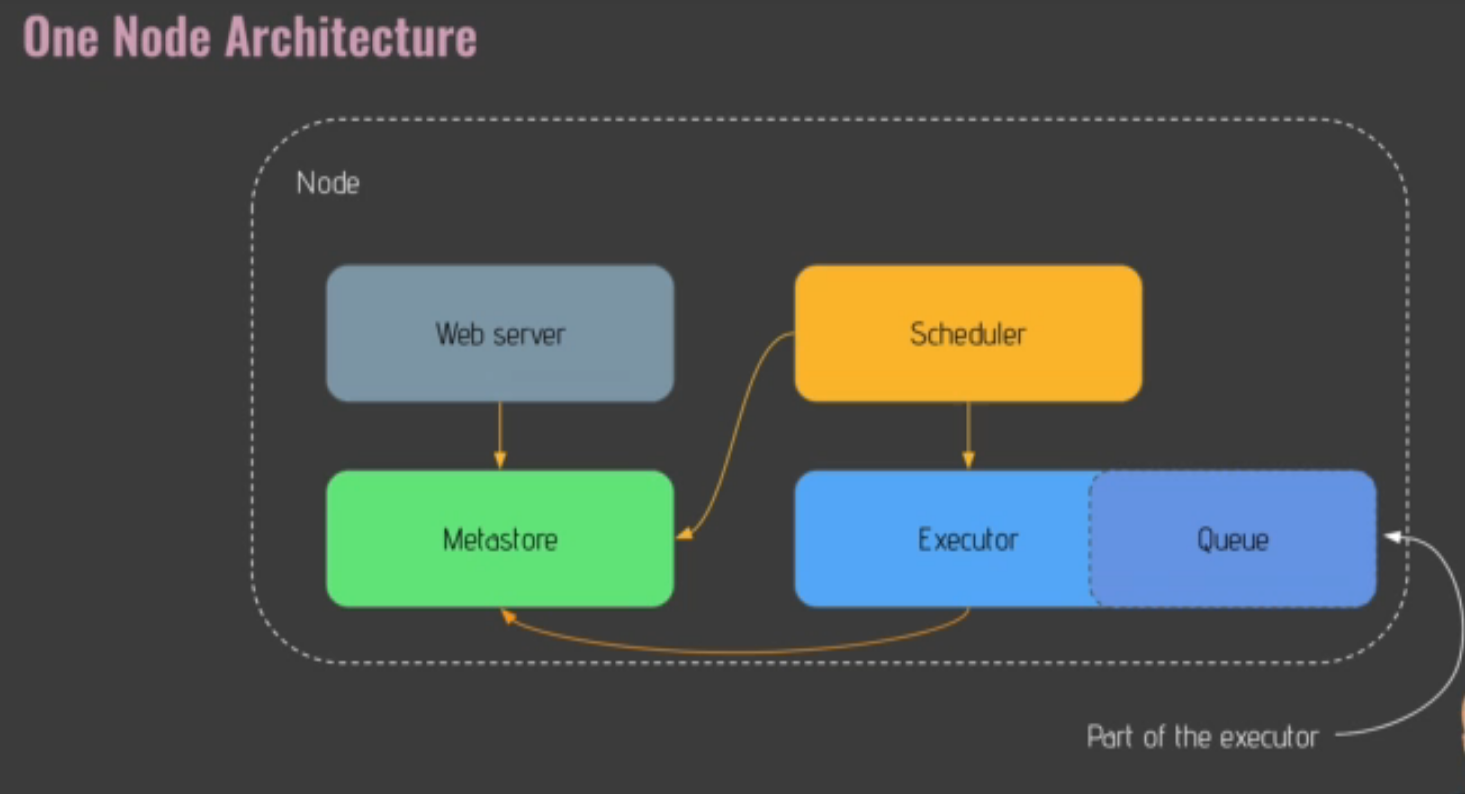 One Node Architecture
Node
Web server
Scheduler
Metastore
Executor
Queue
Part of the executor